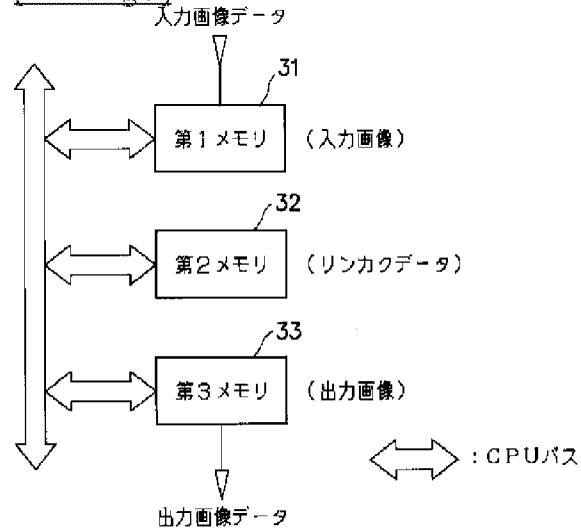 入力画像データ
31
第1メモリ (入力画像)
32
第2メモリ (リンカクデータ)
33
第3メモリ (出力画像)
:CPUバス
出力画像データ